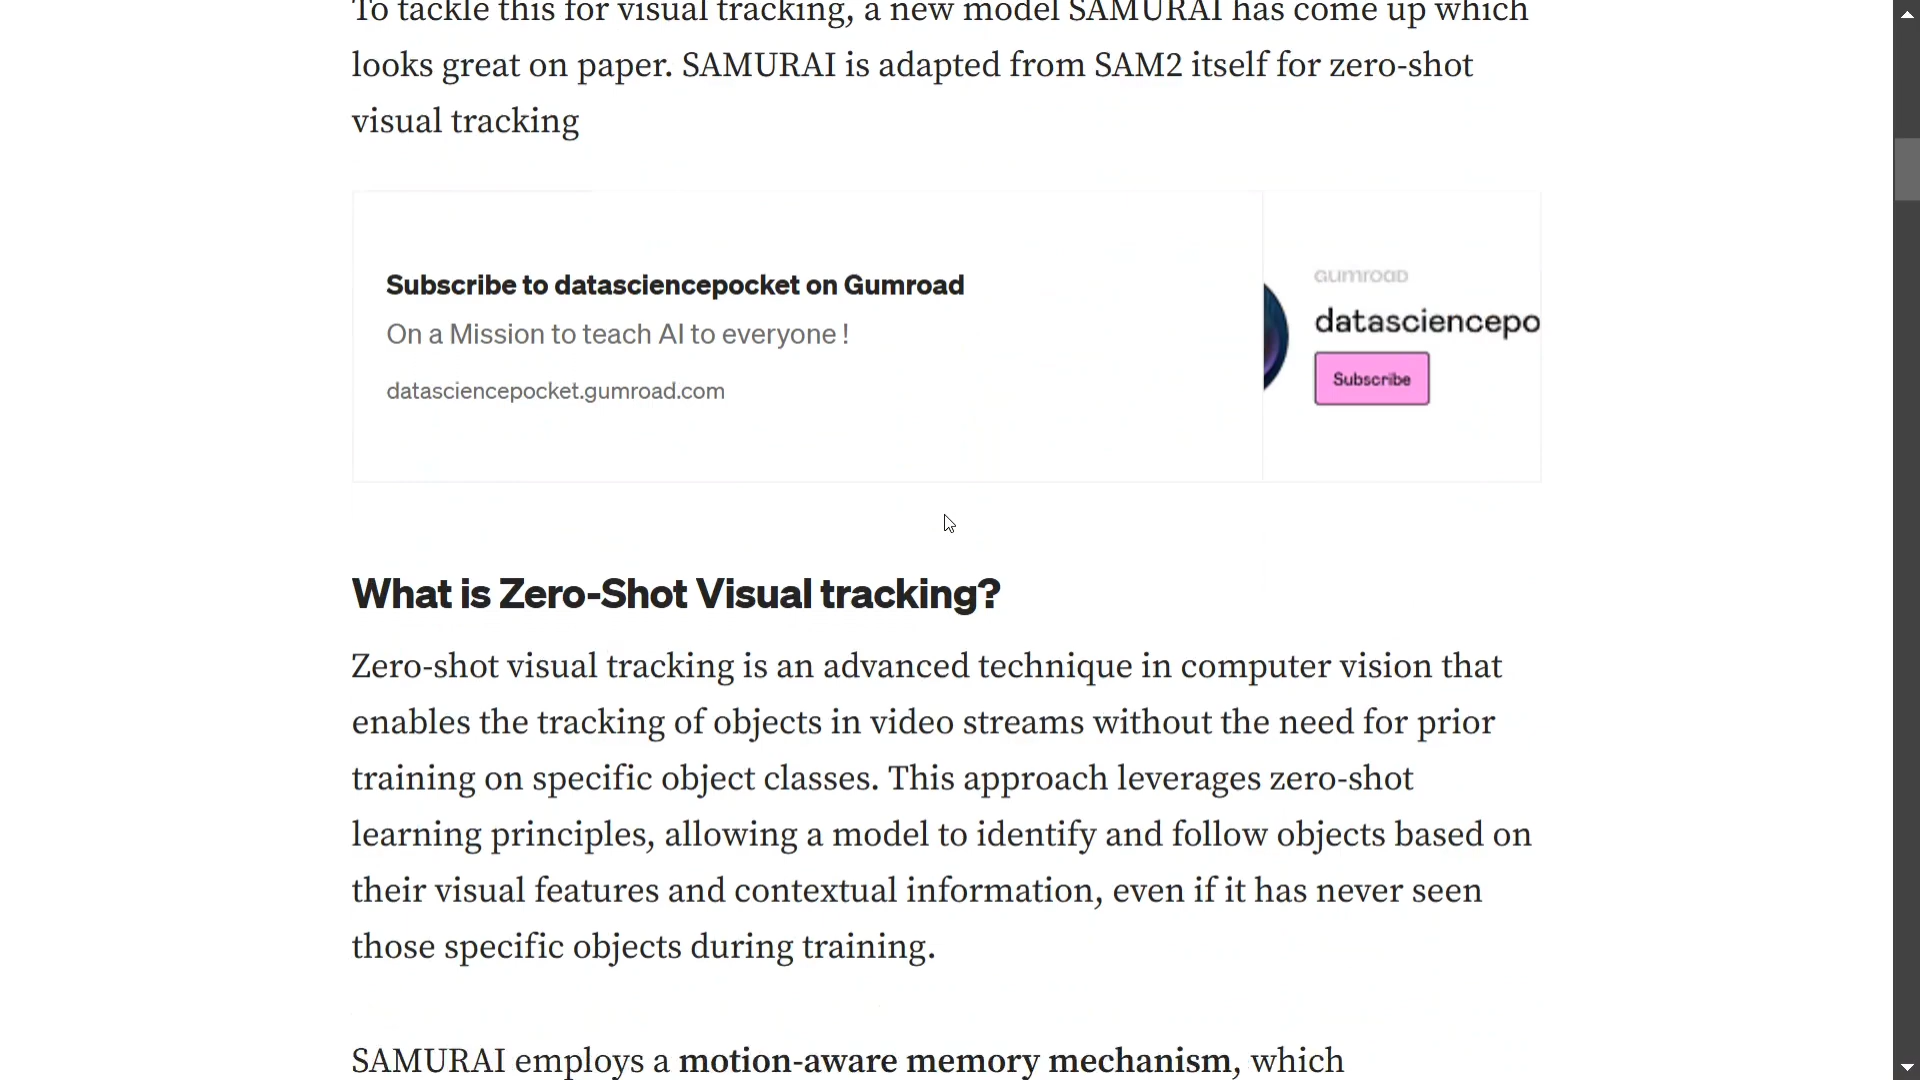 To tackle this for visual tracking, a new model SAMURAI has come up which
looks great on paper. SAMURAI is adapted from SAM2 itself for zero-shot
visual tracking
Subscribe to datasciencepocket on Gumroad
On a Mission to teach AI to everyone !
datasciencepocket.gumroad.com
GUMROAD
datasciencepo
Subscribe
What is Zero-Shot Visual tracking?
Zero-shot visual tracking is an advanced technique in computer vision that
enables the tracking of objects in video streams without the need for prior
training on specific object classes. This approach leverages zero-shot
learning principles, allowing a model to identify and follow objects based on
their visual features and contextual information, even if it has never seen
those specific objects during training.
SAMURAI employs a motion-aware memory mechanism, which